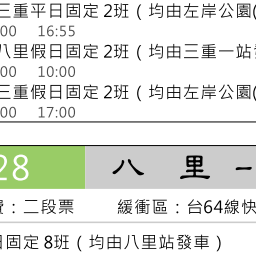 三重平日固定2班（均由左岸公園(
00 16:55
八里假日固定2班（均由三重一站
00 10:00
三重假日固定2班（均由左岸公園(
00 17:00
28 八 里 –
：二段票 緩衝區：台64線快
日固定8班（均由八里站發車）